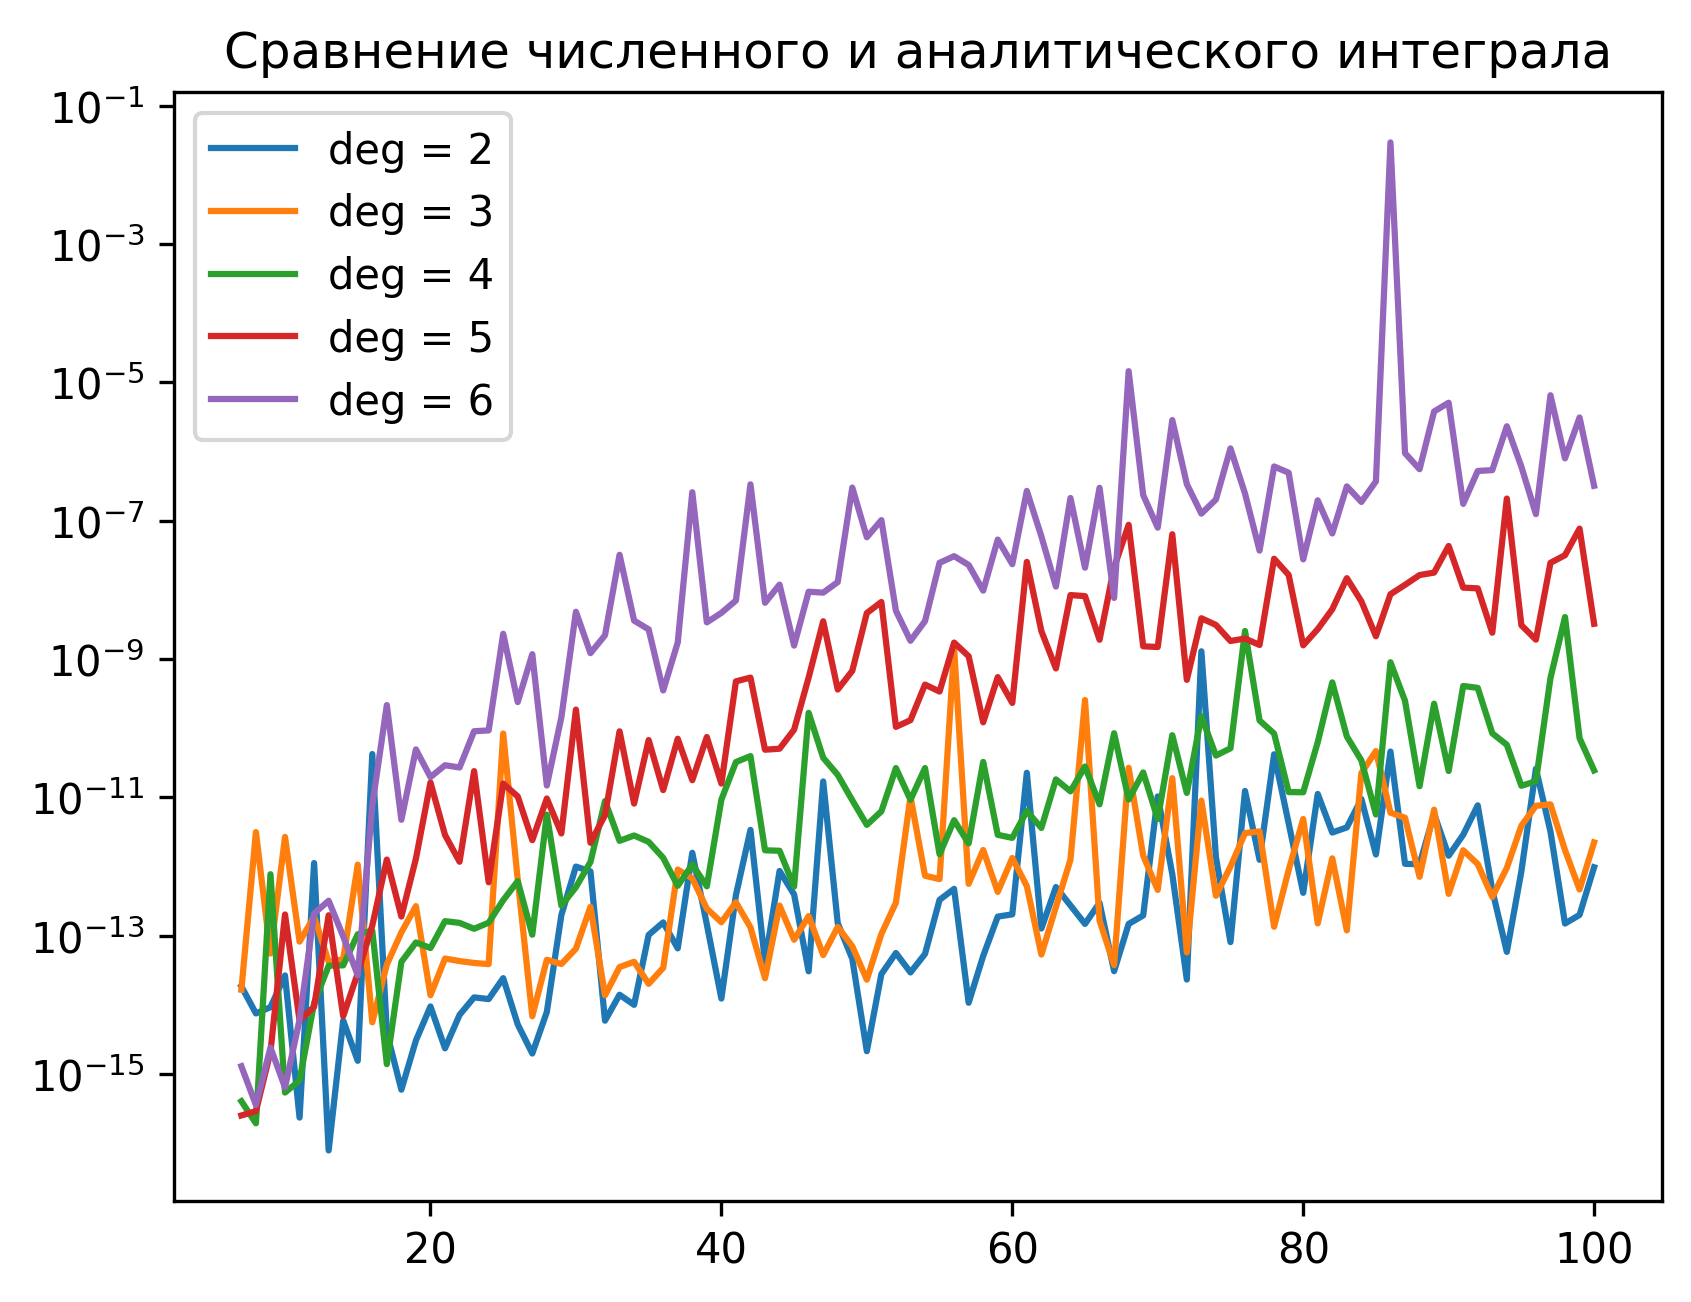 Сравнение численного и аналитического интеграла
10⁻¹
10⁻³
10⁻⁵
10⁻⁷
10⁻⁹
10⁻¹¹
10⁻¹³
10⁻¹⁵
deg = 2
deg = 3
deg = 4
deg = 5
deg = 6
20 40 60 80 100